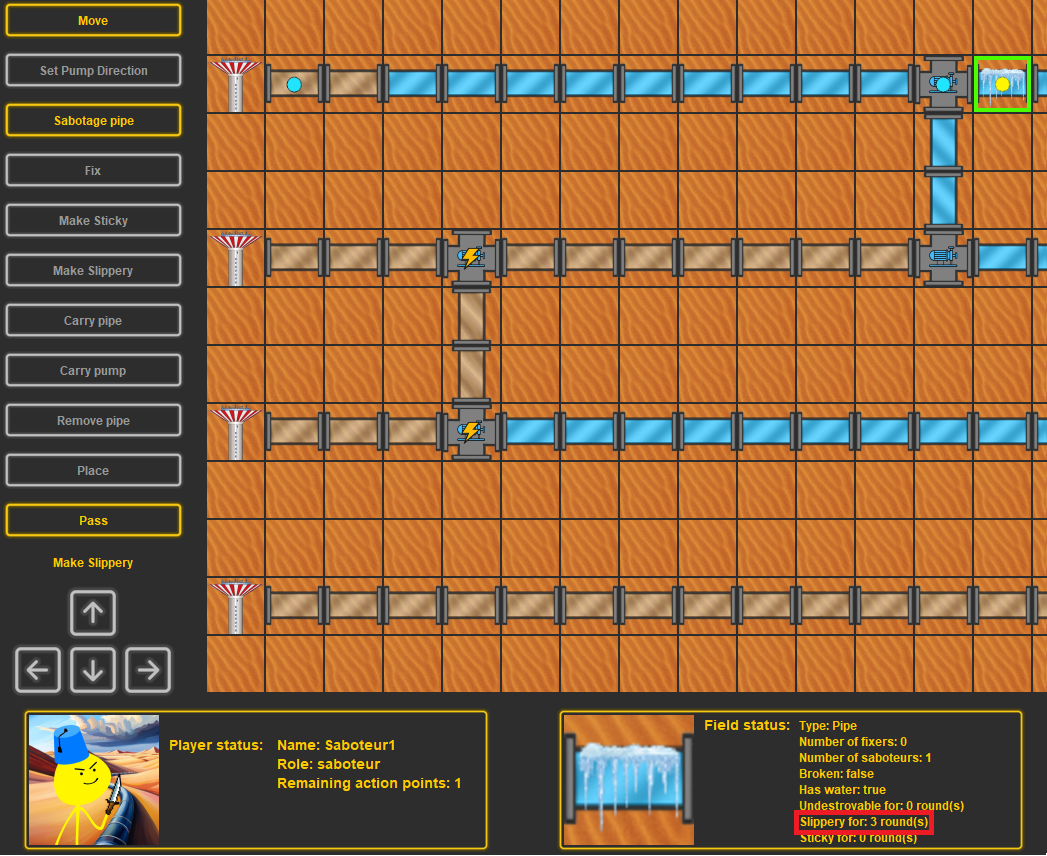 Move
Set Pump Direction
Sabotage pipe
Fix
Make Sticky
Make Slippery
Carry pipe
Carry pump
Remove pipe
Place
Pass
Make Slippery
Player status:
Name: Saboteur1
Role: saboteur
Remaining action points: 1
Field status:
Type: Pipe
Number of fixers: 0
Number of saboteurs: 1
Broken: false
Has water: true
Undestroyable for: 0 round(s)
Slippery for: 3 round(s)
Sticky for: 0 round(s)